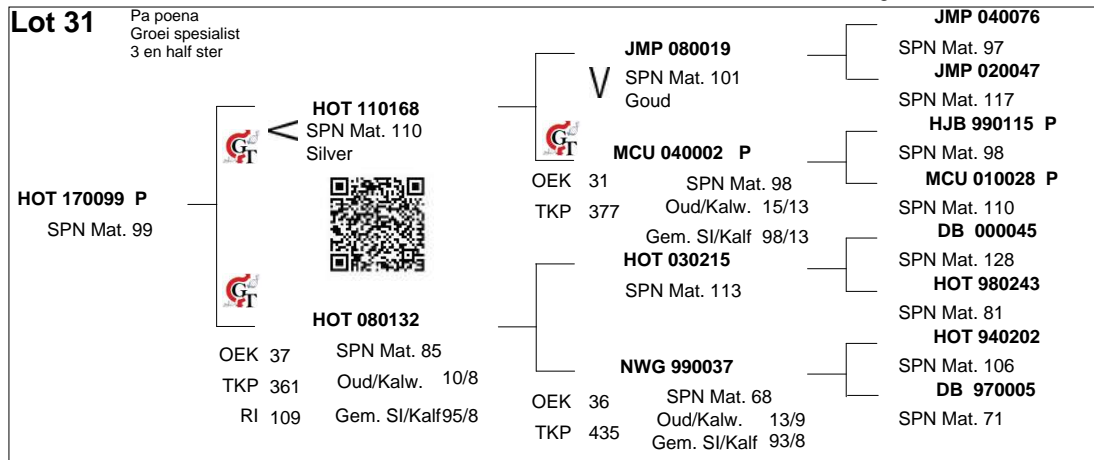 Lot 31
Pa poena
Groei spesialist
3 en half ster
HOT 170099 P
SPN Mat. 99
GT
HOT 110168
<
SPN Mat. 110
Silver
GT
HOT 080132
OEK 37
SPN Mat. 85
TKP 361
Oud/Kalw. 10/8
RI 109
Gem. SI/Kalf 95/8
JMP 080019
V
SPN Mat. 101
Goud
GT
MCU 040002 P
OEK 31
SPN Mat. 98
TKP 377
Oud/Kalw. 15/13
Gem. SI/Kalf 98/13
HOT 030215
SPN Mat. 113
NWG 990037
OEK 36
SPN Mat. 68
Oud/Kalw. 13/9
TKP 435
Gem. SI/Kalf 93/8
JMP 040076
SPN Mat. 97
JMP 020047
SPN Mat. 117
HJB 990115 P
SPN Mat. 98
MCU 010028 P
SPN Mat. 110
DB 000045
SPN Mat. 128
HOT 980243
SPN Mat. 81
HOT 940202
SPN Mat. 106
DB 970005
SPN Mat. 71